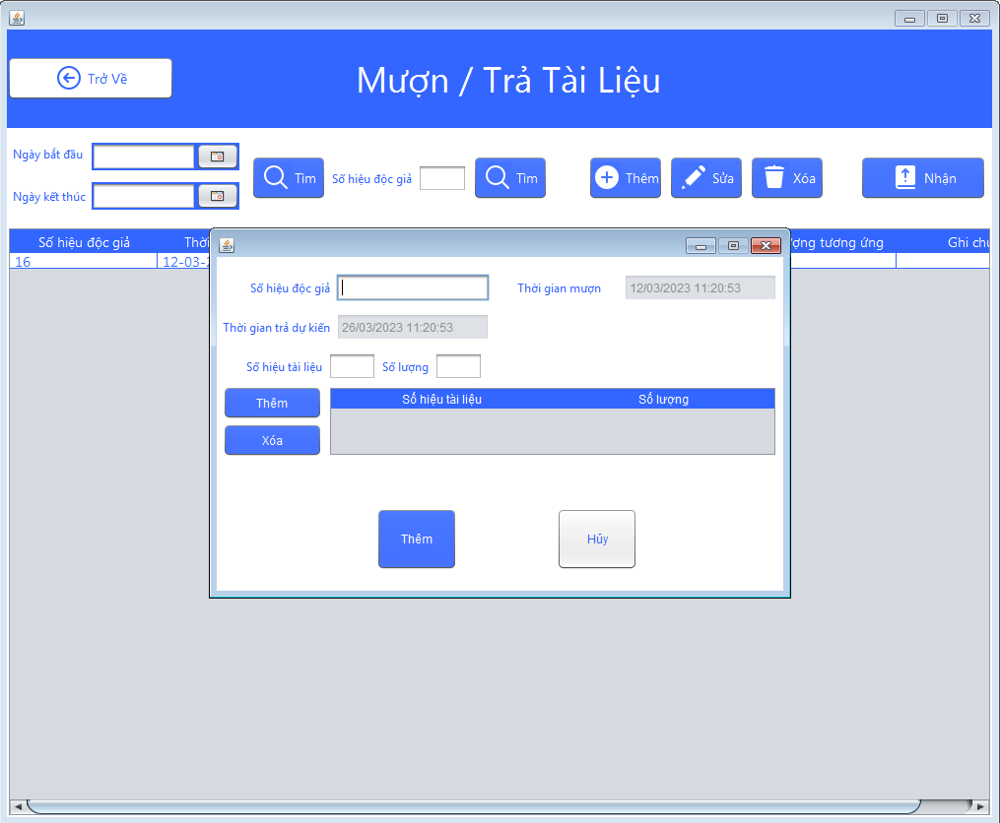 Trở Về
Mượn / Trả Tài Liệu
Ngày bắt đầu
Ngày kết thúc
Tìm
Số hiệu độc giả
Tìm
Thêm
Sửa
Xóa
Nhận
Số hiệu độc giả
Thời
ượng tương ứng
Ghi chú
16
12-03-2
Số hiệu độc giả
Thời gian mượn
12/03/2023 11:20:53
Thời gian trả dự kiến
26/03/2023 11:20:53
Số hiệu tài liệu
Số lượng
Thêm
Xóa
Số hiệu tài liệu
Số lượng
Thêm
Hủy